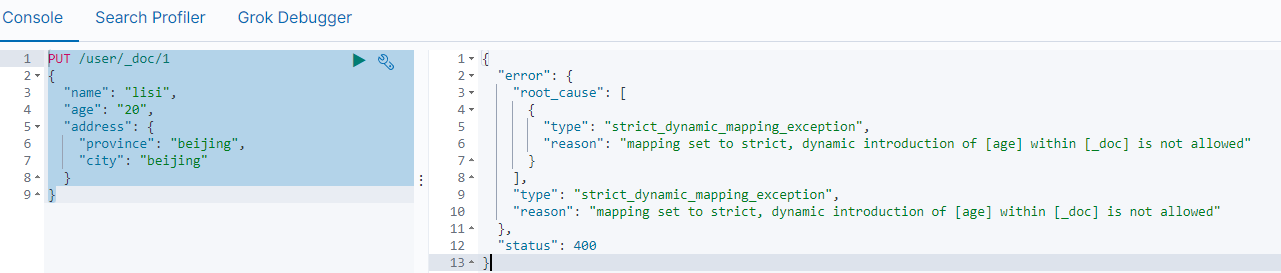 Console Search Profiler Grok Debugger
1 PUT /user/_doc/1
2 {
3 "name": "lisi",
4 "age": "20",
5 "address": {
6 "province": "beijing",
7 "city": "beijing"
8 }
9 }
1 {
2 "error": {
3 "root_cause": [
4 {
5 "type": "strict_dynamic_mapping_exception",
6 "reason": "mapping set to strict, dynamic introduction of [age] within [_doc] is not allowed"
7 }
8 ],
9 "type": "strict_dynamic_mapping_exception",
10 "reason": "mapping set to strict, dynamic introduction of [age] within [_doc] is not allowed"
11 },
12 "status": 400
13 }